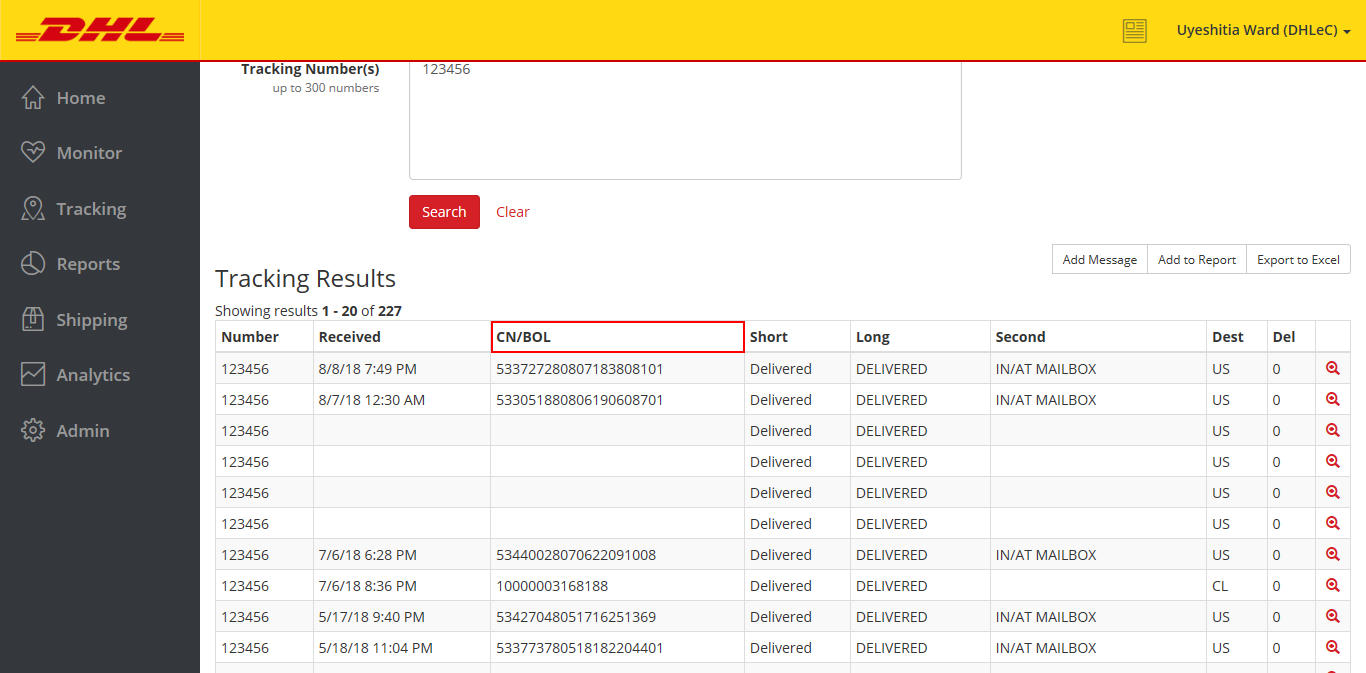 DHL
Uyeshitia Ward (DHLeC)
Home
Monitor
Tracking
Reports
Shipping
Analytics
Admin
Tracking Number(s)
up to 300 numbers
123456
Search Clear
Add Message Add to Report Export to Excel
Tracking Results
Showing results 1 - 20 of 227
Number Received CN/BOL Short Long Second Dest Del
123456 8/8/18 7:49 PM 533727280807183808101 Delivered DELIVERED IN/AT MAILBOX US 0
123456 8/7/18 12:30 AM 533051880806190608701 Delivered DELIVERED IN/AT MAILBOX US 0
123456 Delivered DELIVERED US 0
123456 Delivered DELIVERED US 0
123456 Delivered DELIVERED US 0
123456 Delivered DELIVERED US 0
123456 7/6/18 6:28 PM 53440028070622091008 Delivered DELIVERED IN/AT MAILBOX US 0
123456 7/6/18 8:36 PM 10000003168188 Delivered DELIVERED CL 0
123456 5/17/18 9:40 PM 53427048051716251369 Delivered DELIVERED IN/AT MAILBOX US 0
123456 5/18/18 11:04 PM 533773780518182204401 Delivered DELIVERED IN/AT MAILBOX US 0